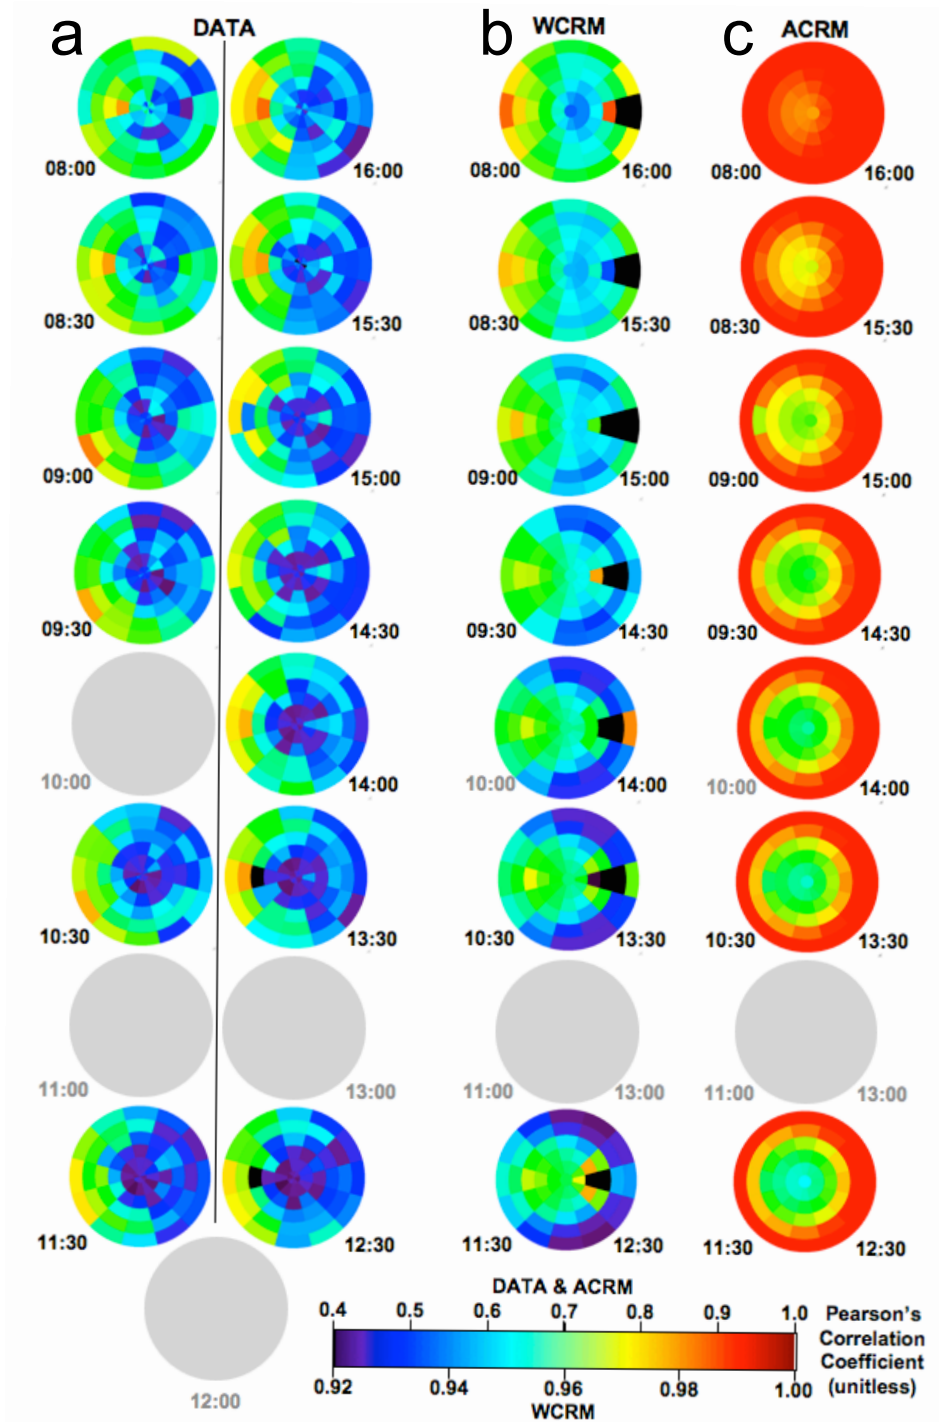 a DATA b WCRM c ACRM
08:00 16:00 08:00 16:00 08:00 16:00
08:30 15:30 08:30 15:30 08:30 15:30
09:00 15:00 09:00 15:00 09:00 15:00
09:30 14:30 09:30 14:30 09:30 14:30
10:00 14:00 10:00 14:00 10:00 14:00
10:30 13:30 10:30 13:30 10:30 13:30
11:00 13:00 11:00 13:00 11:00 13:00
11:30 12:30 11:30 12:30 11:30 12:30
12:00
DATA & ACRM
0.4 0.5 0.6 0.7 0.8 0.9 1.0
Pearson's
Correlation
Coefficient
(unitless)
0.92 0.94 0.96 0.98 1.00
WCRM